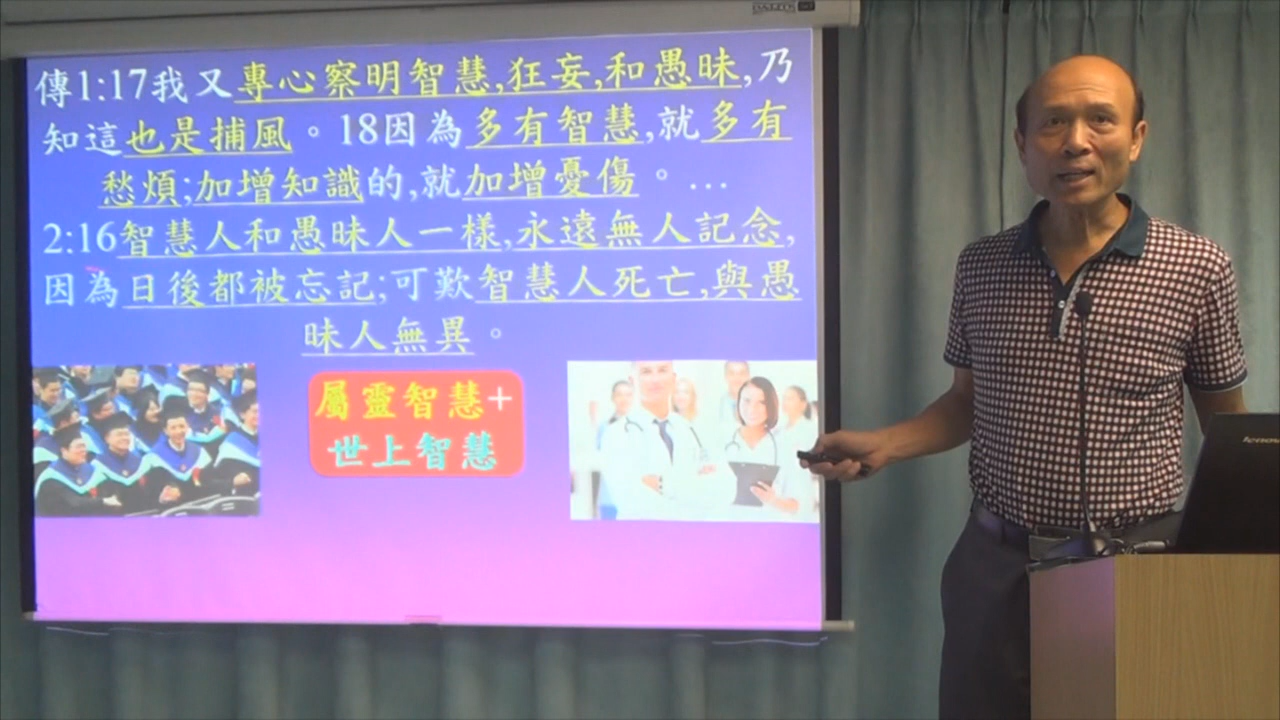 傳1:17我又專心察明智慧,狂妄,和愚昧,乃
知這也是捕風。18因為多有智慧,就多有
愁煩;加增知識的,就加增憂傷。…
2:16智慧人和愚昧人一樣,永遠無人記念,
因為日後都被忘記;可歎智慧人死亡,與愚
昧人無異。
屬靈智慧+
世上智慧
lenovo